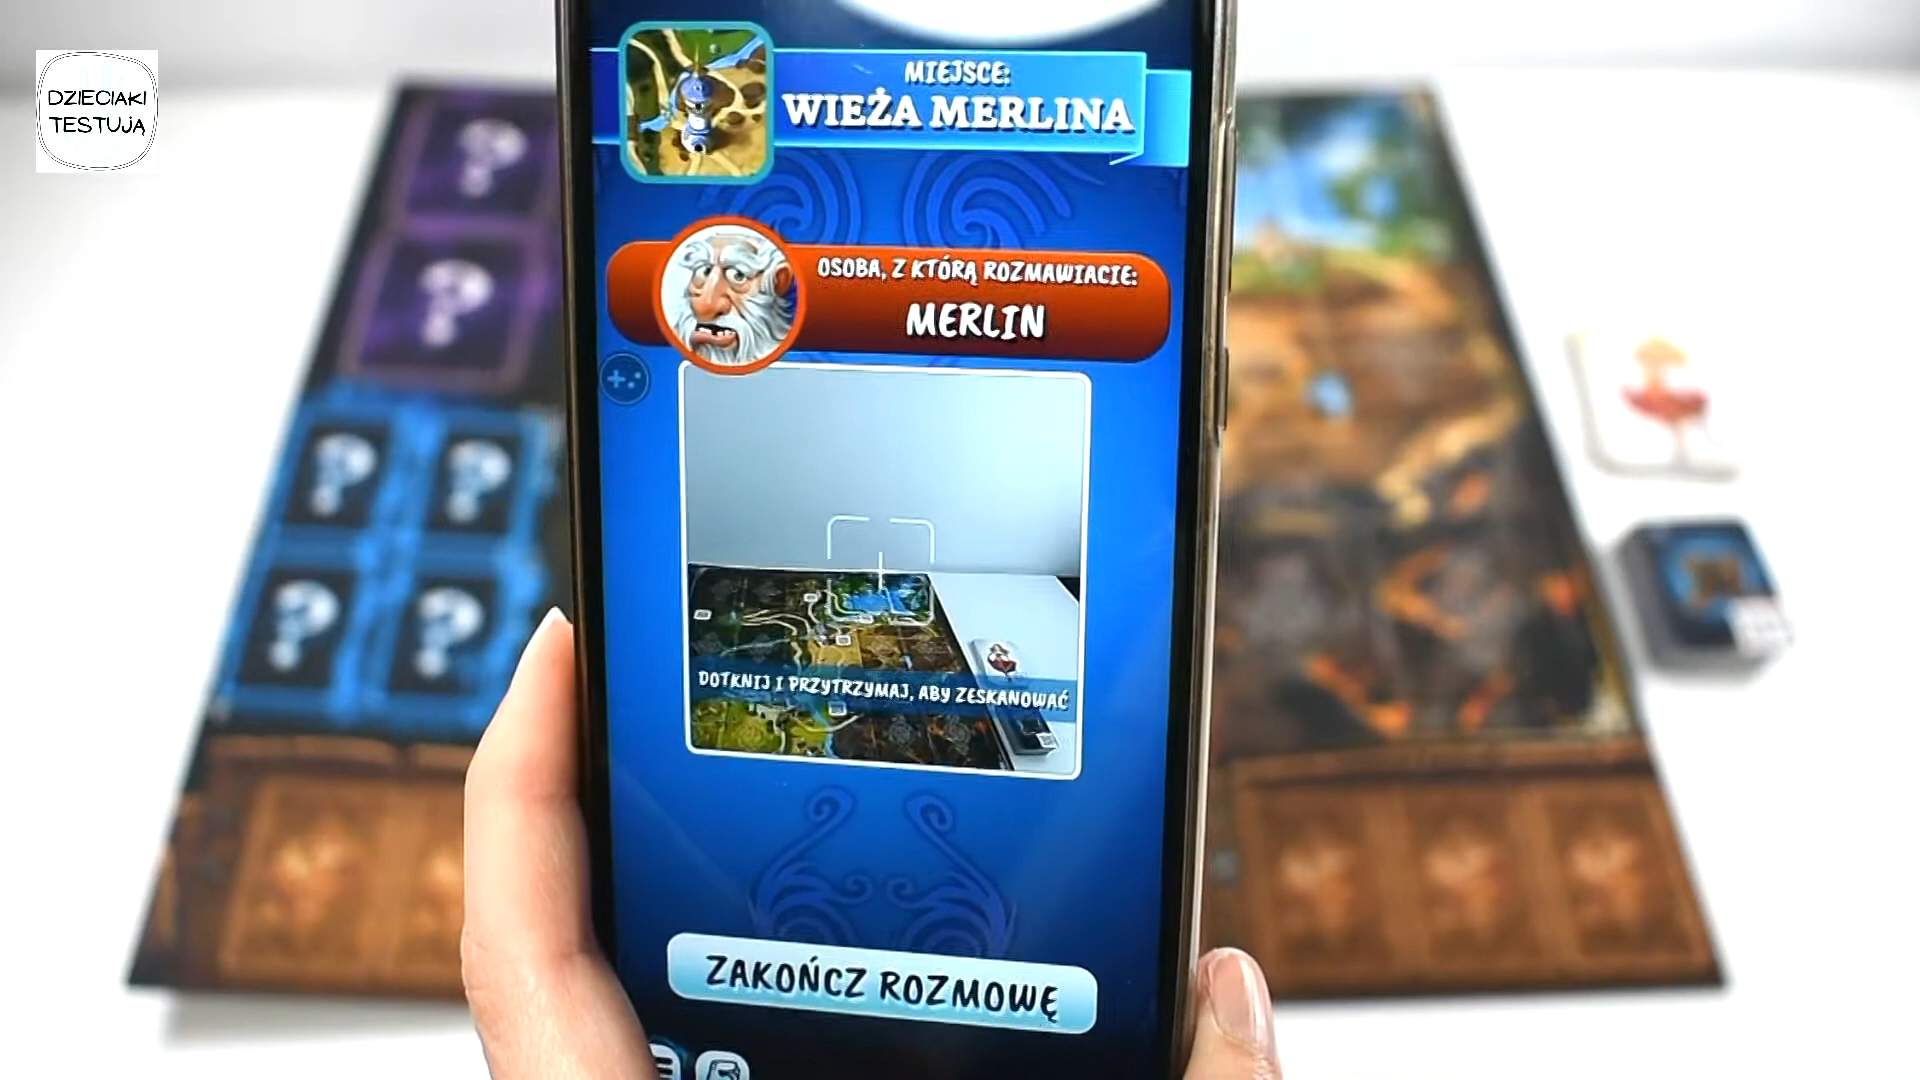 DZIECIAKI
TESTUJĄ
MIEJSCE:
WIEŻA MERLINA
OSOBA, Z KTÓRĄ ROZMAWIACIE:
MERLIN
DOTKNIJ I PRZYTRZYMAJ, ABY ZESKANOWAĆ
ZAKOŃCZ ROZMOWĘ